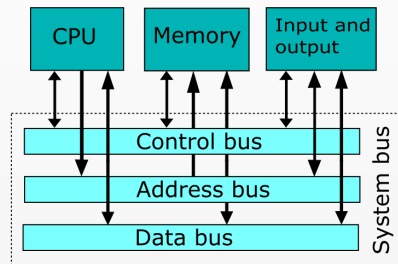 CPU
Memory
Input and
output
Control bus
Address bus
Data bus
System bus